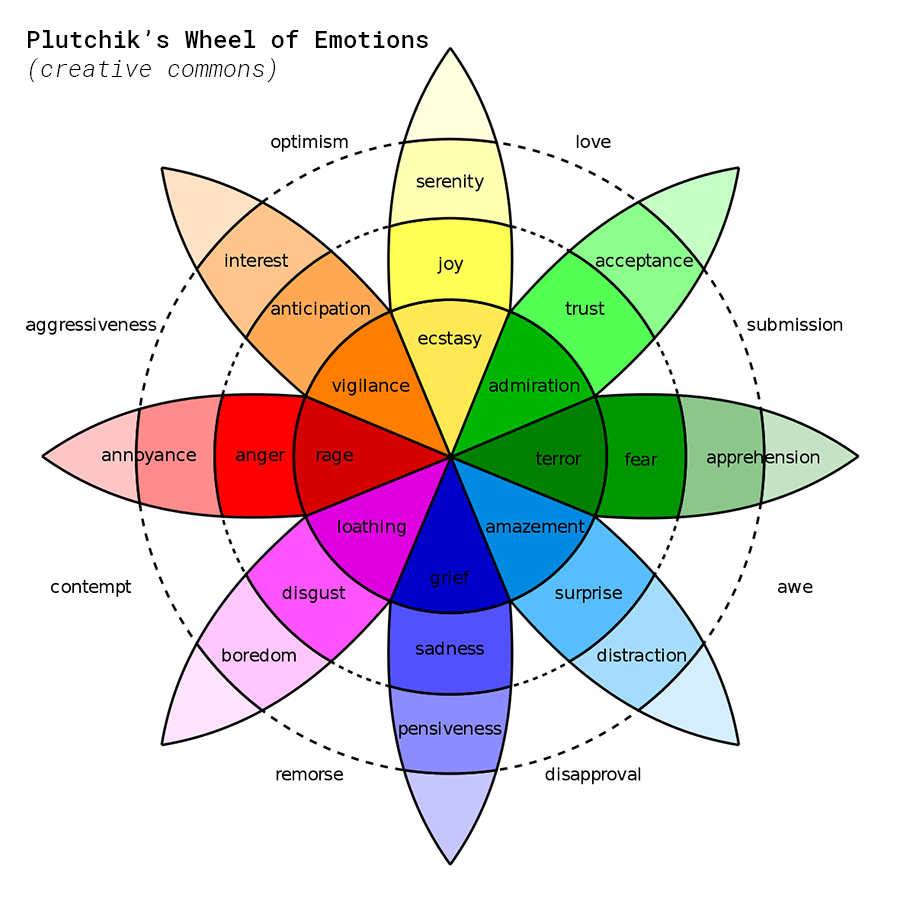 Plutchik's Wheel of Emotions
(creative commons)
optimism
love
serenity
interest
joy
acceptance
anticipation
trust
aggressiveness
submission
ecstasy
vigilance
admiration
annoyance
anger
rage
terror
fear
apprehension
loathing
amazement
grief
contempt
awe
disgust
surprise
boredom
sadness
distraction
pensiveness
remorse
disapproval